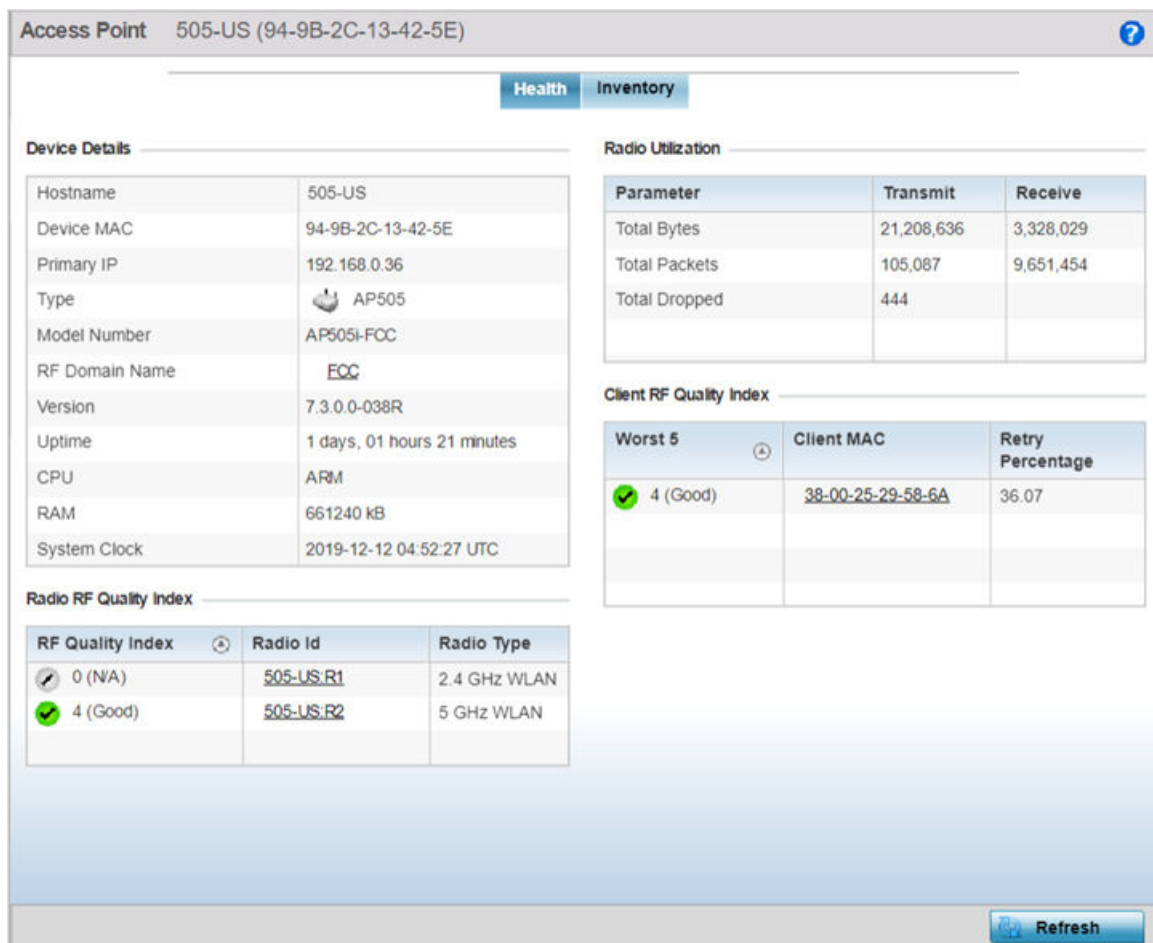 Access Point 505-US (94-9B-2C-13-42-5E) ?
Health Inventory
Device Details
Hostname 505-US
Device MAC 94-9B-2C-13-42-5E
Primary IP 192.168.0.36
Type AP505
Model Number AP505i-FCC
RF Domain Name FCC
Version 7.3.0.0-038R
Uptime 1 days, 01 hours 21 minutes
CPU ARM
RAM 661240 kB
System Clock 2019-12-12 04:52:27 UTC
Radio RF Quality Index
RF Quality Index Radio Id Radio Type
0 (N/A) 505-US:R1 2.4 GHz WLAN
4 (Good) 505-US:R2 5 GHz WLAN
Radio Utilization
Parameter Transmit Receive
Total Bytes 21,208,636 3,328,029
Total Packets 105,087 9,651,454
Total Dropped 444
Client RF Quality Index
Worst 5 Client MAC Retry
Percentage
4 (Good) 38-00-25-29-58-6A 36.07
Refresh